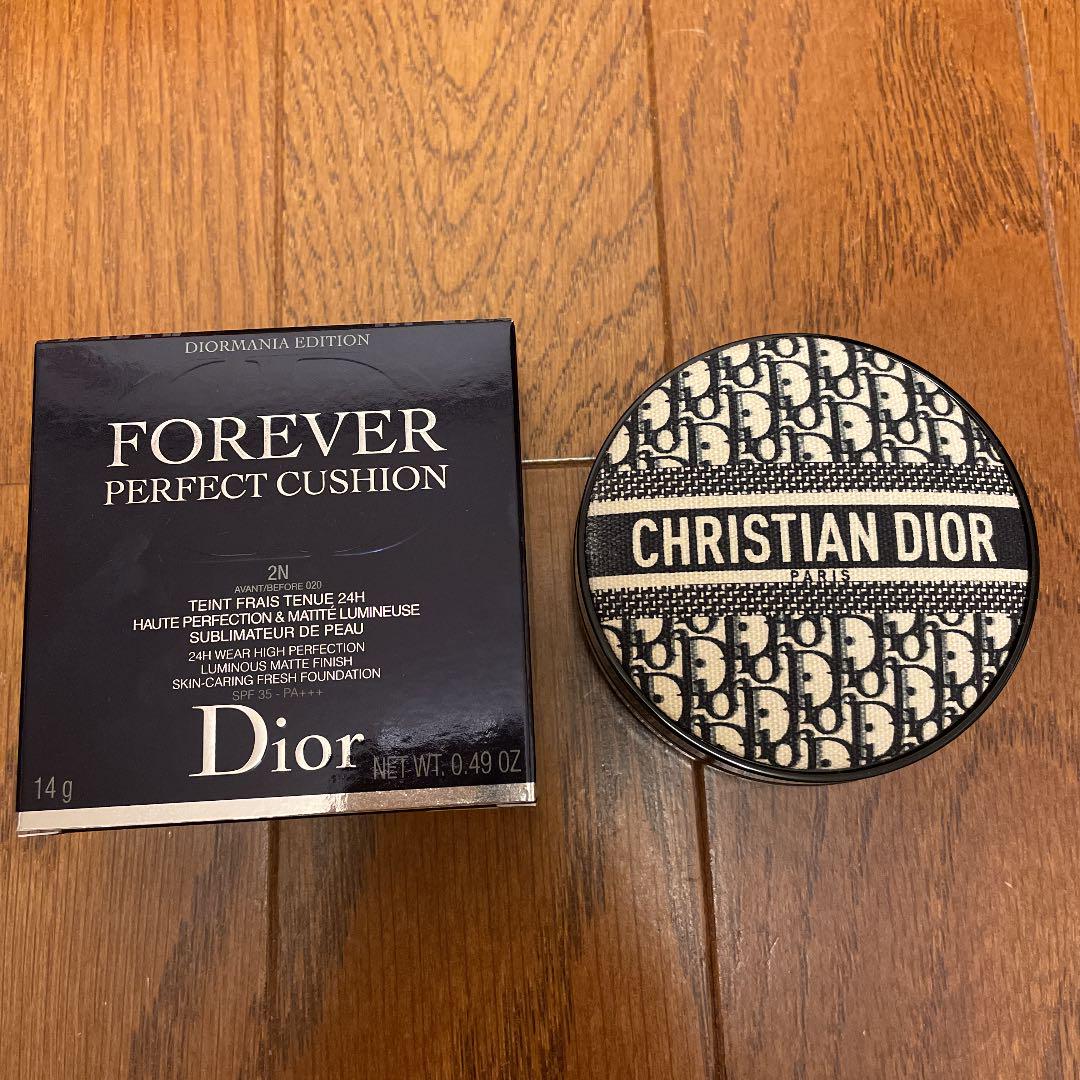 DIORMANIA EDITION
FOREVER
PERFECT CUSHION
2N
AVANT/BEFORE 020
TEINT FRAIS TENUE 24H
HAUTE PERFECTION & MATITÉ LUMINEUSE
SUBLIMATEUR DE PEAU
24H WEAR HIGH PERFECTION
LUMINOUS MATTE FINISH
SKIN-CARING FRESH FOUNDATION
SPF 35 - PA+++
Dior
14 g
NET WT. 0.49 OZ
CHRISTIAN DIOR
PARIS